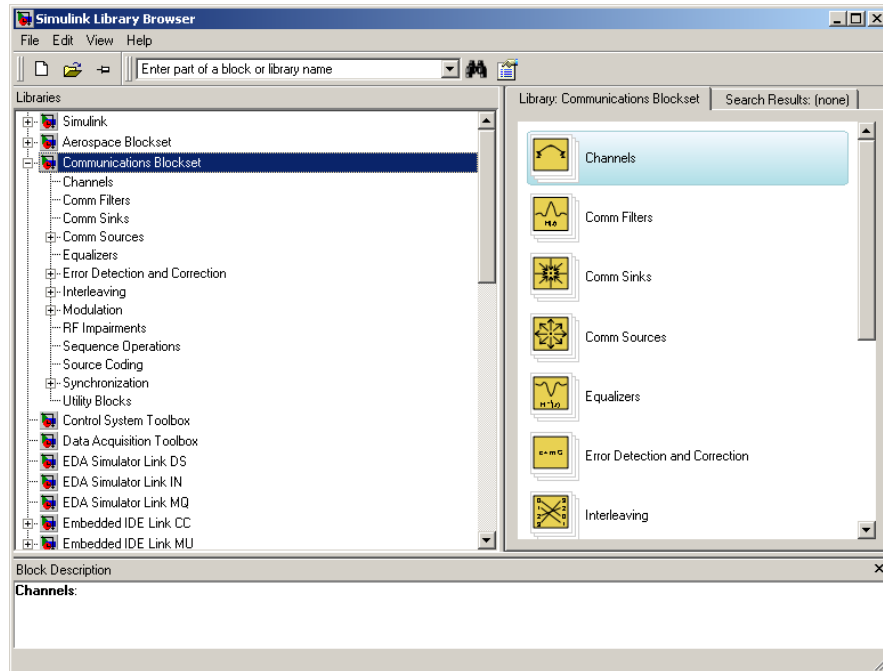 Simulink Library Browser
File Edit View Help
Enter part of a block or library name
Libraries
Simulink
Aerospace Blockset
Communications Blockset
Channels
Comm Filters
Comm Sinks
Comm Sources
Equalizers
Error Detection and Correction
Interleaving
Modulation
RF Impairments
Sequence Operations
Source Coding
Synchronization
Utility Blocks
Control System Toolbox
Data Acquisition Toolbox
EDA Simulator Link DS
EDA Simulator Link IN
EDA Simulator Link MQ
Embedded IDE Link CC
Embedded IDE Link MU
Library: Communications Blockset Search Results: (none)
Channels
Comm Filters
Comm Sinks
Comm Sources
Equalizers
Error Detection and Correction
Interleaving
Block Description
Channels: